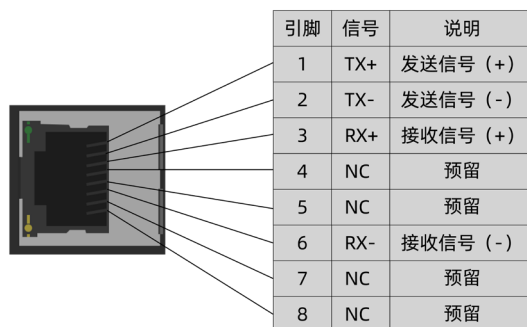 引脚 信号 说明
1 TX+ 发送信号（+）
2 TX- 发送信号（-）
3 RX+ 接收信号（+）
4 NC 预留
5 NC 预留
6 RX- 接收信号（-）
7 NC 预留
8 NC 预留